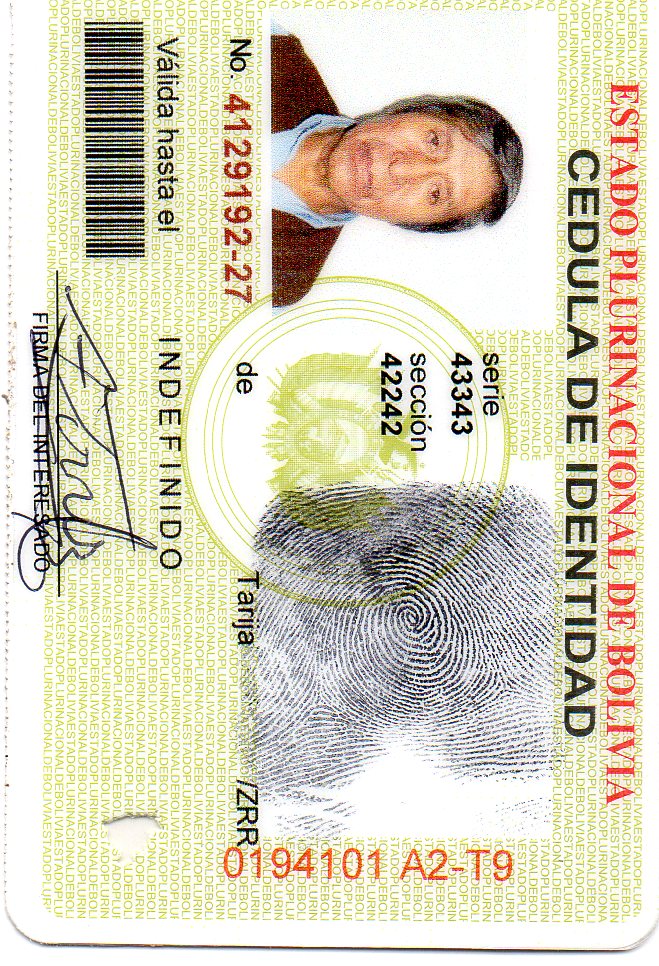 ESTADO PLURINACIONAL DE BOLIVIA
CEDULA DE IDENTIDAD
serie
43343
sección
42242
No. 4129192-27
de Tarija /ZRR
Válida hasta el INDEFINIDO
FIRMA DEL INTERESADO
0194101 A2-T9